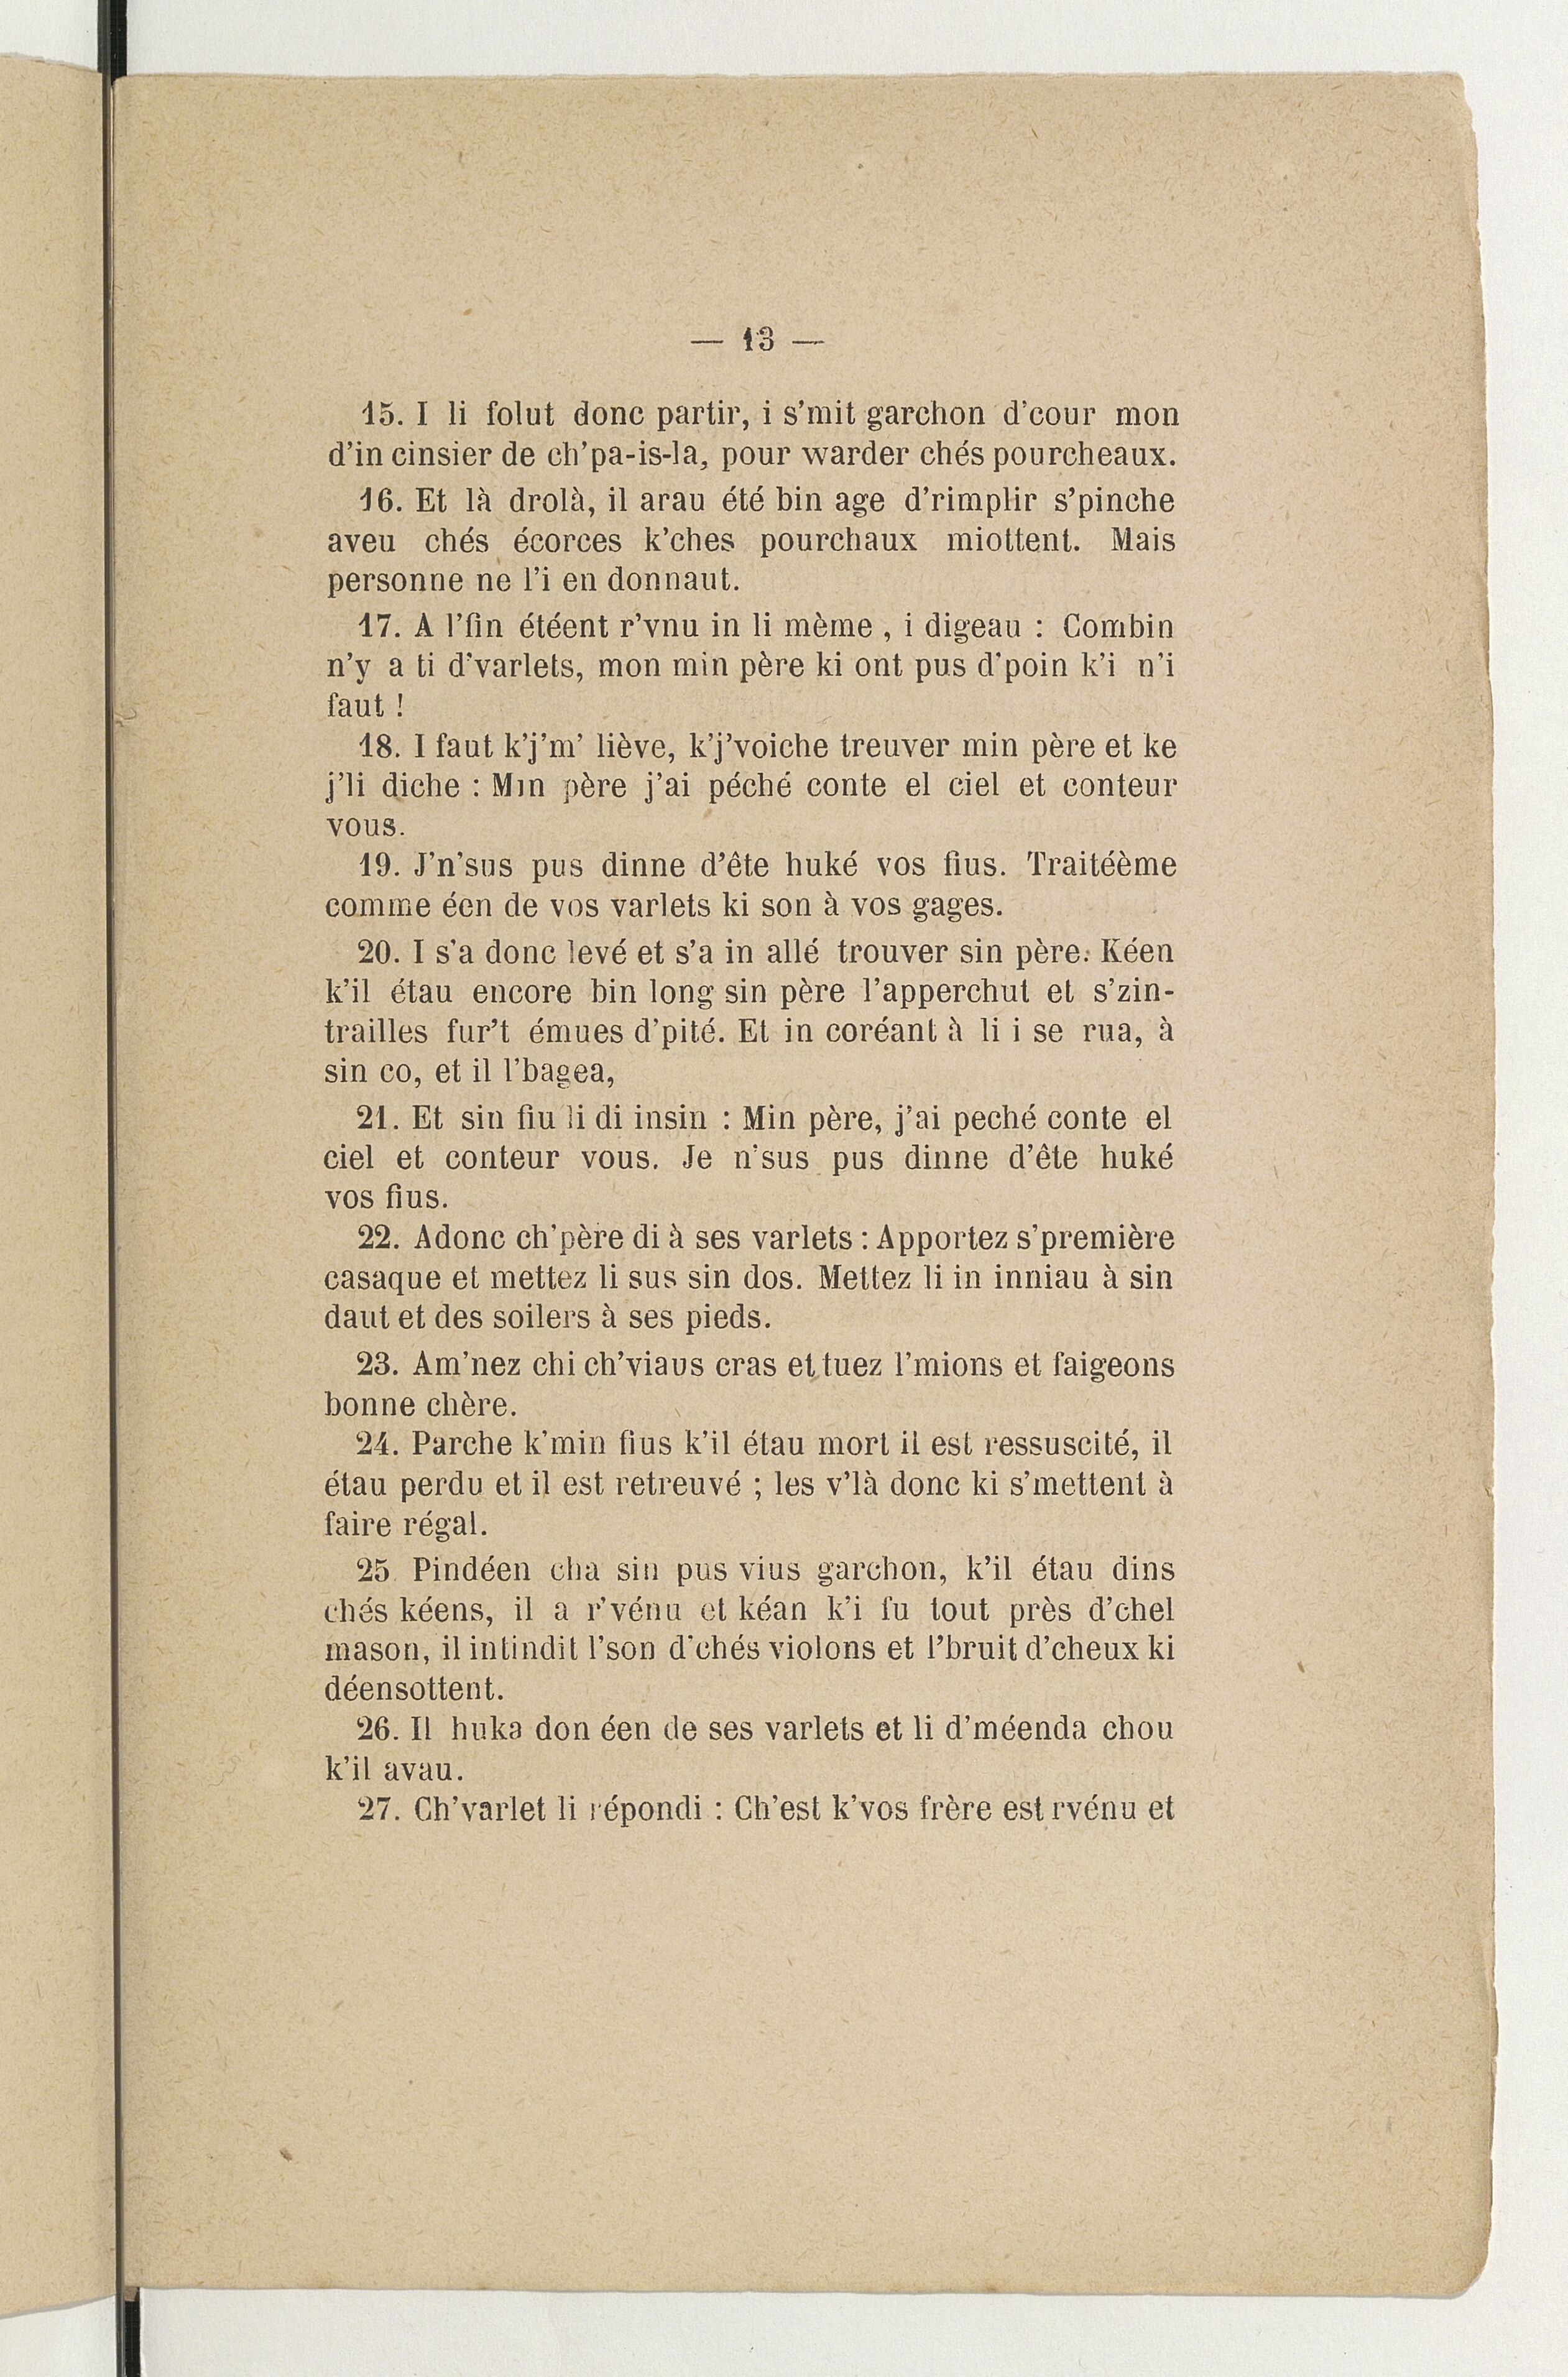 — 13 —
15. I li folut donc partir, i s'mit garchon d'cour mon
d'in cinsier de ch'pa-is-la, pour warder chés pourcheaux.
16. Et là drolà, il arau été bin age d'rimplir s'pinche
aveu chés écorces k'ches pourchaux miottent. Mais
personne ne l'i en donnaut.
17. A l'fin étéent r'vnu in li mème , i digeau : Combin
n'y a ti d'varlets, mon min père ki ont pus d'poin k'i n'i
faut !
18. I faut k'j'm' liève, k'j'voiche treuver min père et ke
j'li diche : Min père j'ai péché conte el ciel et conteur
vous.
19. J'n'sus pus dinne d'ête huké vos fius. Traitéème
comme éen de vos varlets ki son à vos gages.
20. I s'a donc levé et s'a in allé trouver sin père. Kéen
k'il étau encore bin long sin père l'apperchut et s'zin-
trailles fur't émues d'pité. Et in coréant à li i se rua, à
sin co, et il l'bagea,
21. Et sin fiu li di insin : Min père, j'ai peché conte el
ciel et conteur vous. Je n'sus pus dinne d'ête huké
vos fius.
22. Adonc ch'père di à ses varlets : Apportez s'première
casaque et mettez li sus sin dos. Mettez li in inniau à sin
daut et des soilers à ses pieds.
23. Am'nez chi ch'viaus cras et tuez l'mions et faigeons
bonne chère.
24. Parche k'min fius k'il étau mort il est ressuscité, il
étau perdu et il est retreuvé ; les v'là donc ki s'mettent à
faire régal.
25 Pindéen cha sin pus vius garchon, k'il étau dins
chés kéens, il a r'vénu et kéan k'i fu tout près d'chel
mason, il intindit l'son d'chés violons et l'bruit d'cheux ki
déensottent.
26. Il huka don éen de ses varlets et li d'méenda chou
k'il avau.
27. Ch'varlet li répondi : Ch'est k'vos frère est rvénu et